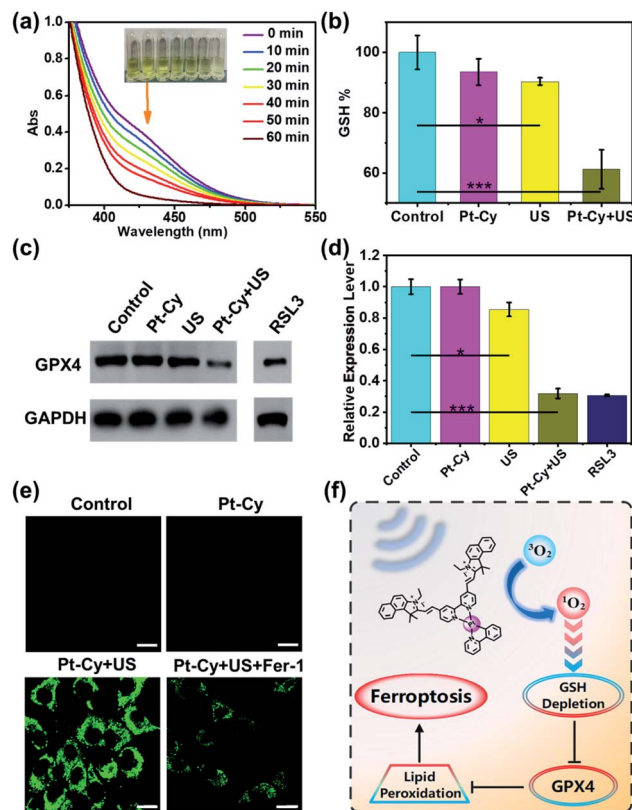 (a)
1.0
0.8
0.6
0.4
0.2
0.0
Abs
400
450
500
550
Wavelength (nm)
0 min
10 min
20 min
30 min
40 min
50 min
60 min
(b)
100
80
60
GSH %
*
***
Control
Pt-Cy
US
Pt-Cy+US
(c)
Control
Pt-Cy
US
Pt-Cy+US
RSL3
GPX4
GAPDH
(d)
1.2
1.0
0.8
0.6
0.4
0.2
0.0
Relative Expression Level
*
***
Control
Pt-Cy
US
Pt-Cy+US
RSL3
(e)
Control
Pt-Cy
Pt-Cy+US
Pt-Cy+US+Fer-1
(f)
³O₂
¹O₂
GSH
Depletion
GPX4
Lipid
Peroxidation
Ferroptosis